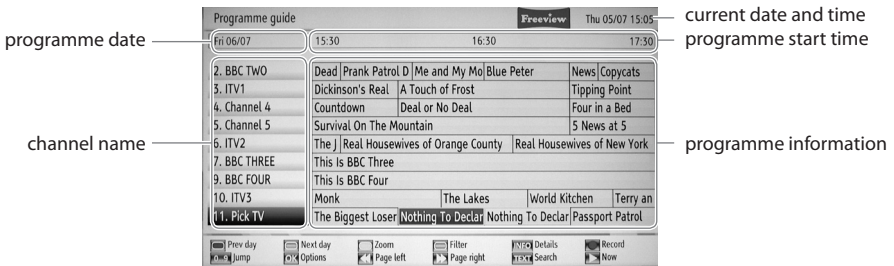 Programme guide Freeview Thu 05/07 15:05 current date and time
programme date Fri 06/07 15:30 16:30 17:30 programme start time
2. BBC TWO Dead Prank Patrol D Me and My Mo Blue Peter News Copycats
3. ITV1 Dickinson's Real A Touch of Frost Tipping Point
4. Channel 4 Countdown Deal or No Deal Four in a Bed
5. Channel 5 Survival On The Mountain 5 News at 5
channel name 6. ITV2 The J Real Housewives of Orange County Real Housewives of New York programme information
7. BBC THREE This Is BBC Three
9. BBC FOUR This Is BBC Four
10. ITV3 Monk The Lakes World Kitchen Terry an
11. Pick TV The Biggest Loser Nothing To Declar Nothing To Declar Passport Patrol
Prev day Next day Zoom Filter INFO Details Record
0...9 Jump OK Options Page left Page right TEXT Search Now